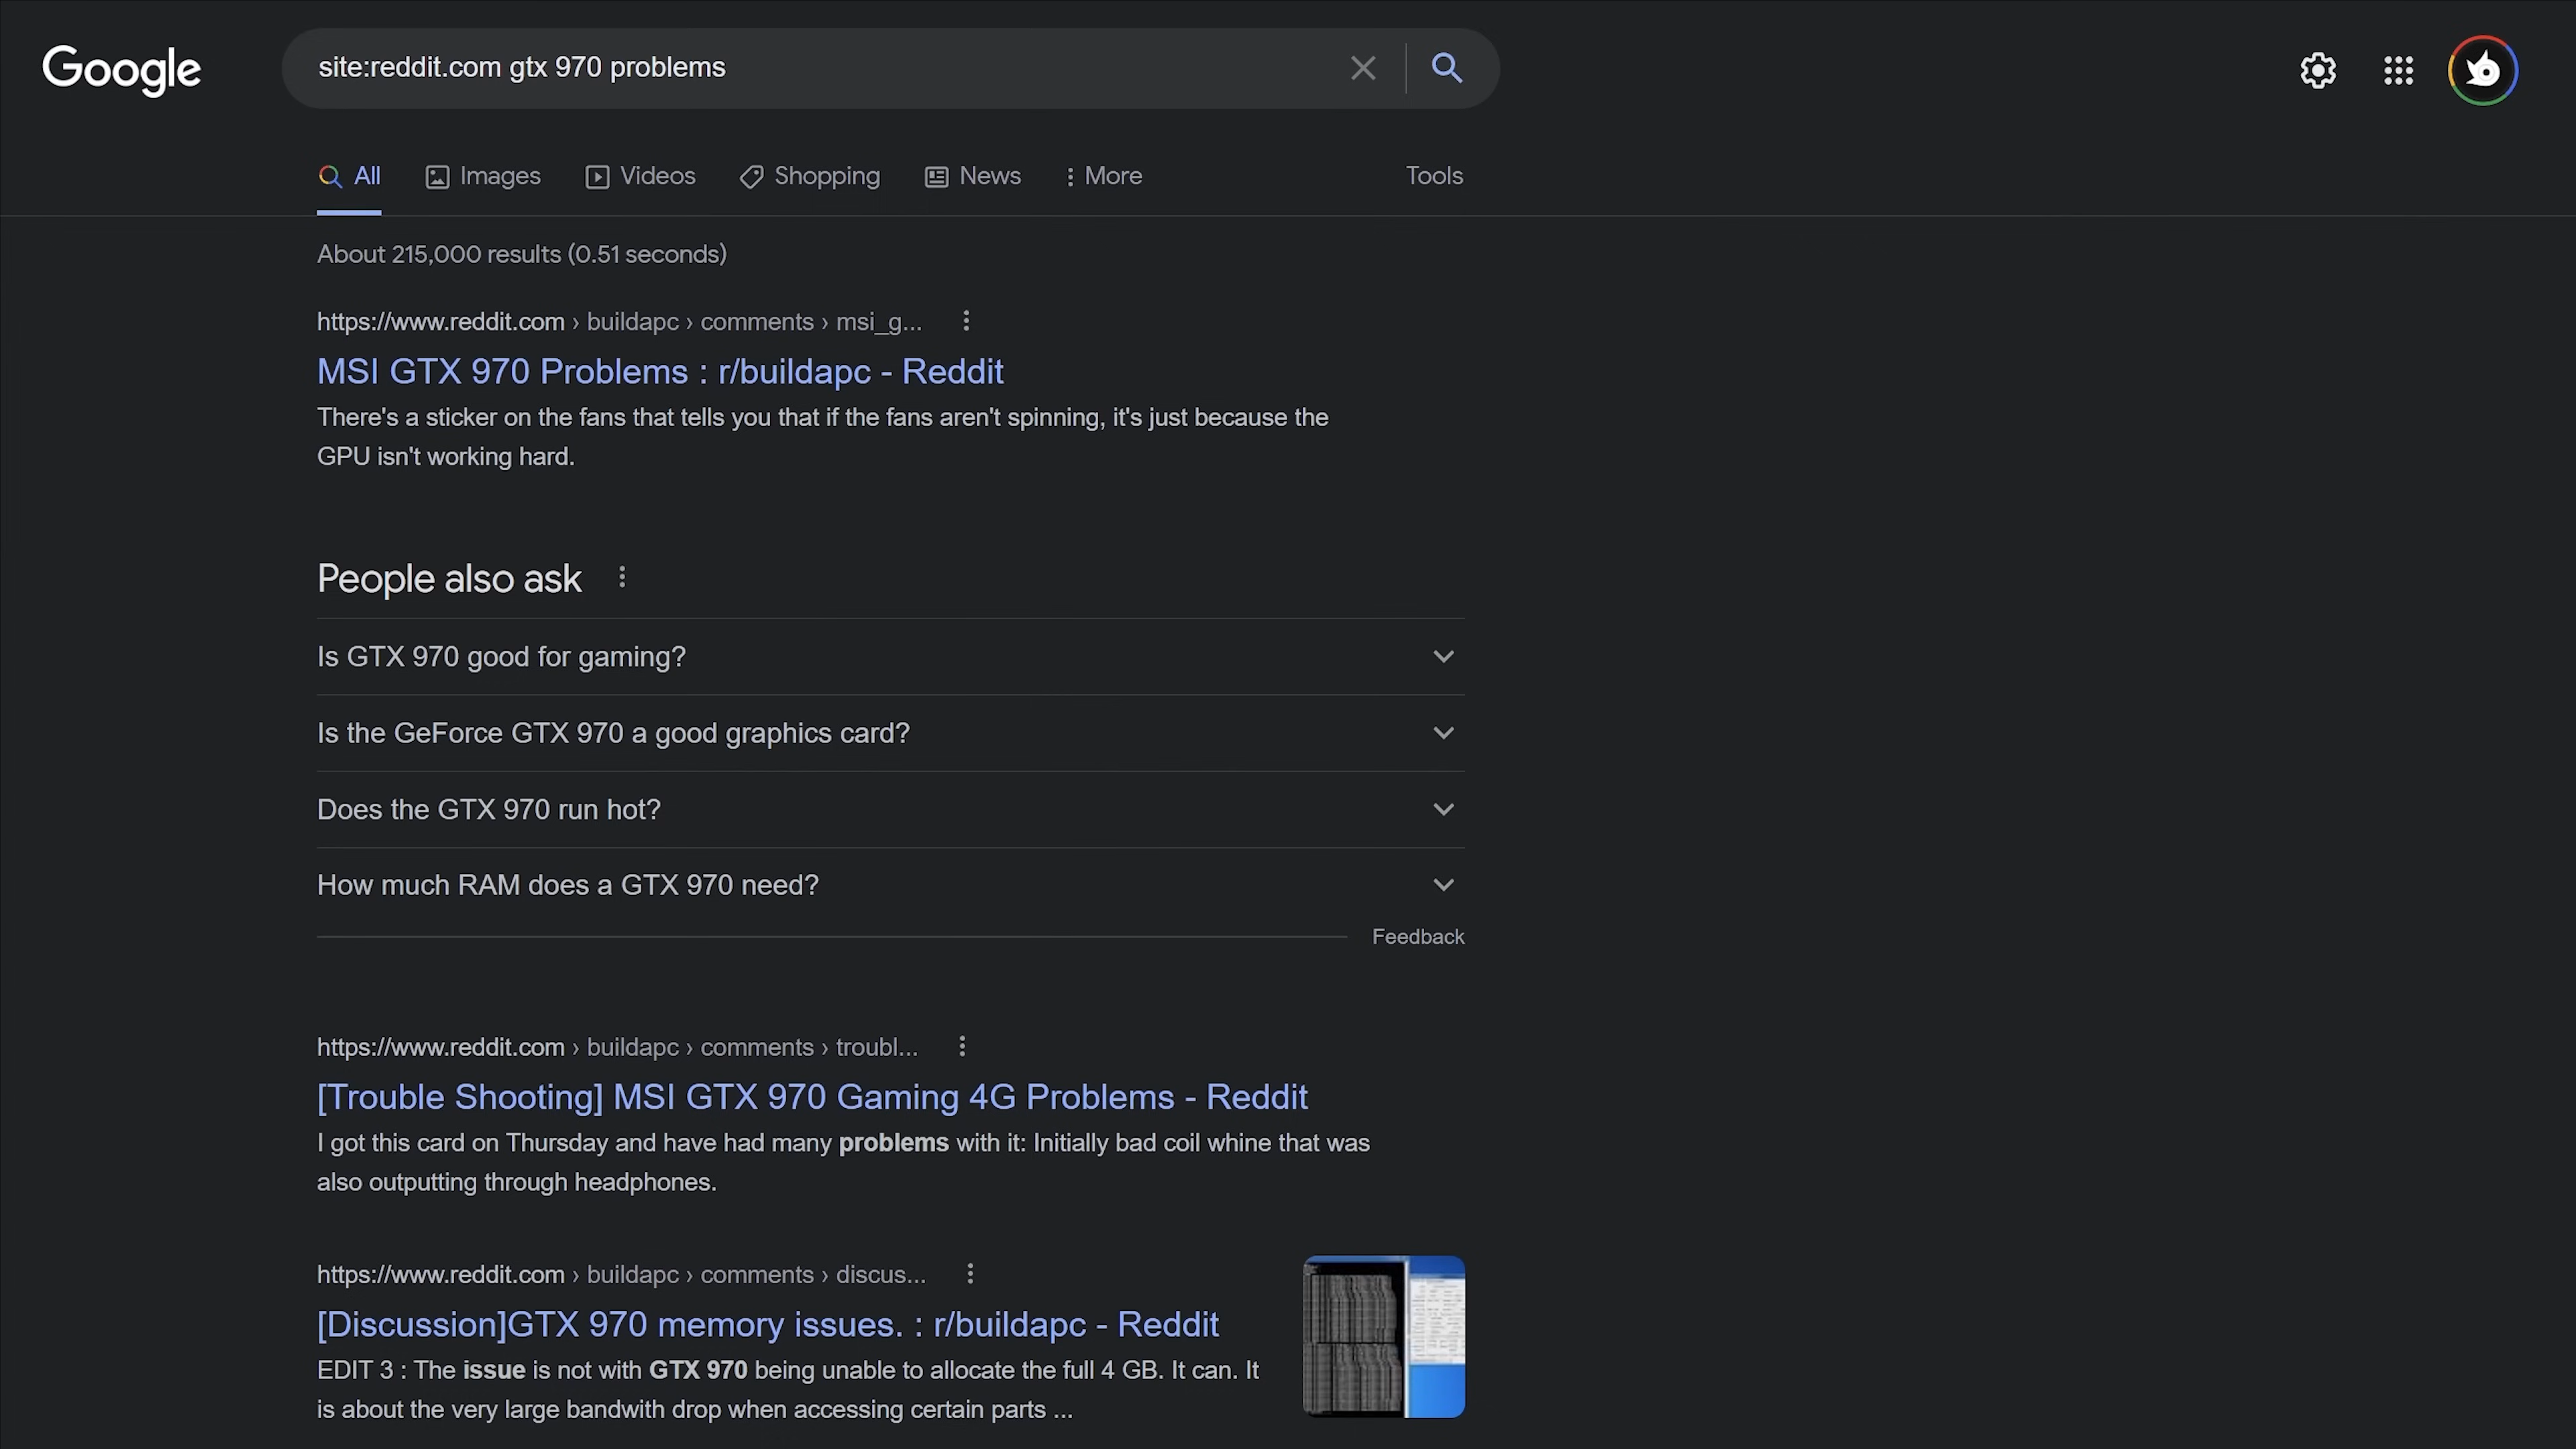 Google
site:reddit.com gtx 970 problems
All Images Videos Shopping News More Tools
About 215,000 results (0.51 seconds)
https://www.reddit.com › buildapc › comments › msi_g...
MSI GTX 970 Problems : r/buildapc - Reddit
There's a sticker on the fans that tells you that if the fans aren't spinning, it's just because the
GPU isn't working hard.
People also ask
Is GTX 970 good for gaming?
Is the GeForce GTX 970 a good graphics card?
Does the GTX 970 run hot?
How much RAM does a GTX 970 need?
Feedback
https://www.reddit.com › buildapc › comments › troubl...
[Trouble Shooting] MSI GTX 970 Gaming 4G Problems - Reddit
I got this card on Thursday and have had many problems with it: Initially bad coil whine that was
also outputting through headphones.
https://www.reddit.com › buildapc › comments › discus...
[Discussion]GTX 970 memory issues. : r/buildapc - Reddit
EDIT 3 : The issue is not with GTX 970 being unable to allocate the full 4 GB. It can. It
is about the very large bandwith drop when accessing certain parts ...